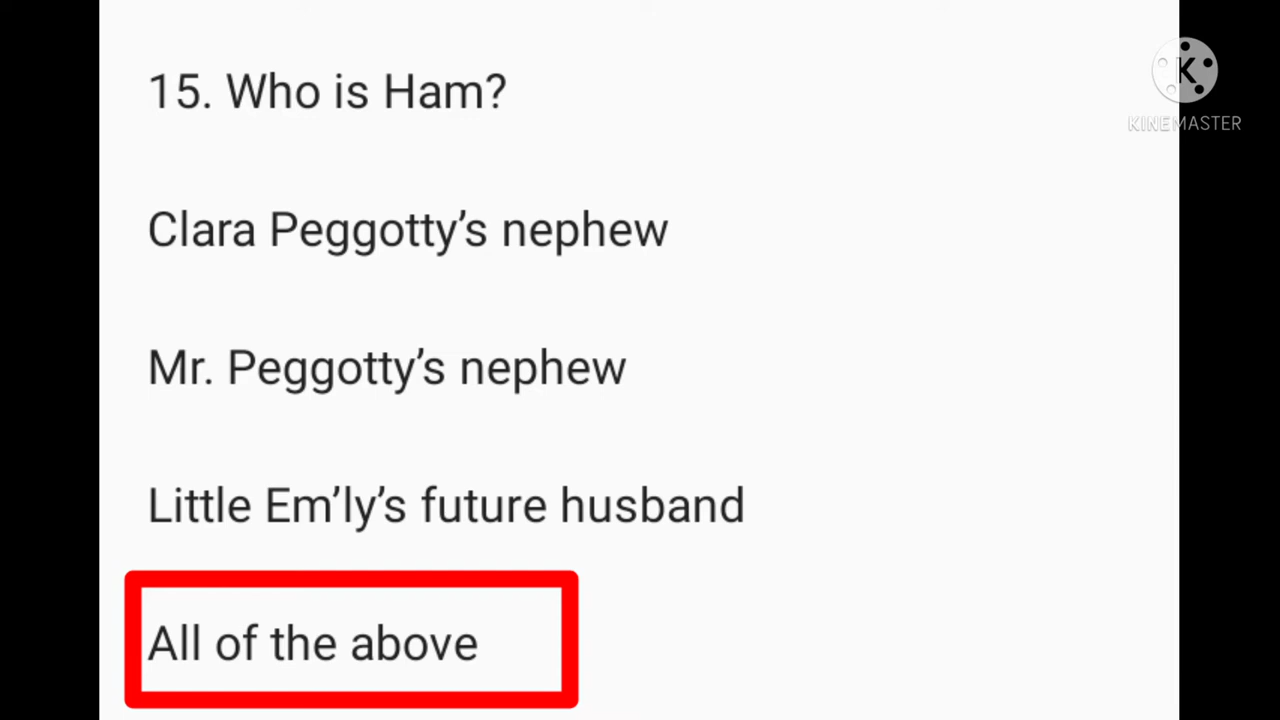 15. Who is Ham?
K
KINEMASTER
Clara Peggotty’s nephew
Mr. Peggotty’s nephew
Little Em’ly’s future husband
All of the above